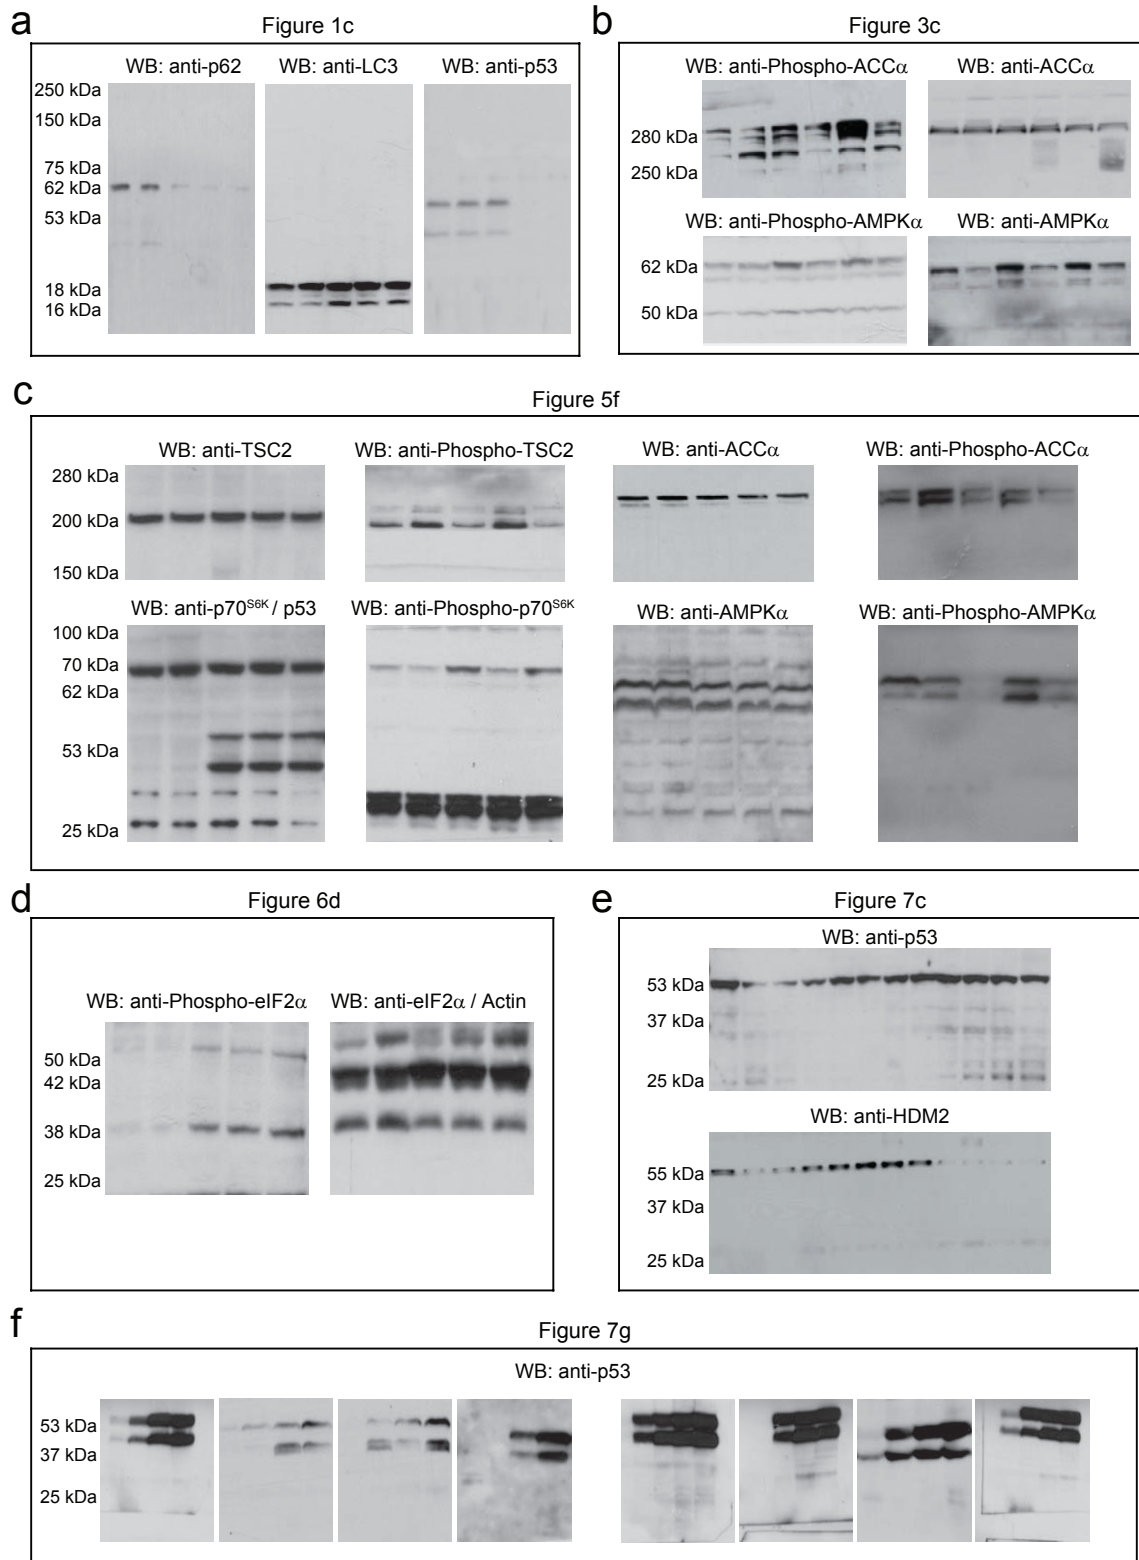 a
Figure 1c
WB: anti-p62
WB: anti-LC3
WB: anti-p53
250 kDa
150 kDa
75 kDa
62 kDa
53 kDa
18 kDa
16 kDa
b
Figure 3c
WB: anti-Phospho-ACCα
WB: anti-ACCα
280 kDa
250 kDa
WB: anti-Phospho-AMPKα
WB: anti-AMPKα
62 kDa
50 kDa
c
Figure 5f
WB: anti-TSC2
WB: anti-Phospho-TSC2
WB: anti-ACCα
WB: anti-Phospho-ACCα
280 kDa
200 kDa
150 kDa
WB: anti-p70S6K / p53
WB: anti-Phospho-p70S6K
WB: anti-AMPKα
WB: anti-Phospho-AMPKα
100 kDa
70 kDa
62 kDa
53 kDa
25 kDa
d
Figure 6d
WB: anti-Phospho-eIF2α
WB: anti-eIF2α / Actin
50 kDa
42 kDa
38 kDa
25 kDa
e
Figure 7c
WB: anti-p53
53 kDa
37 kDa
25 kDa
WB: anti-HDM2
55 kDa
37 kDa
25 kDa
f
Figure 7g
WB: anti-p53
53 kDa
37 kDa
25 kDa